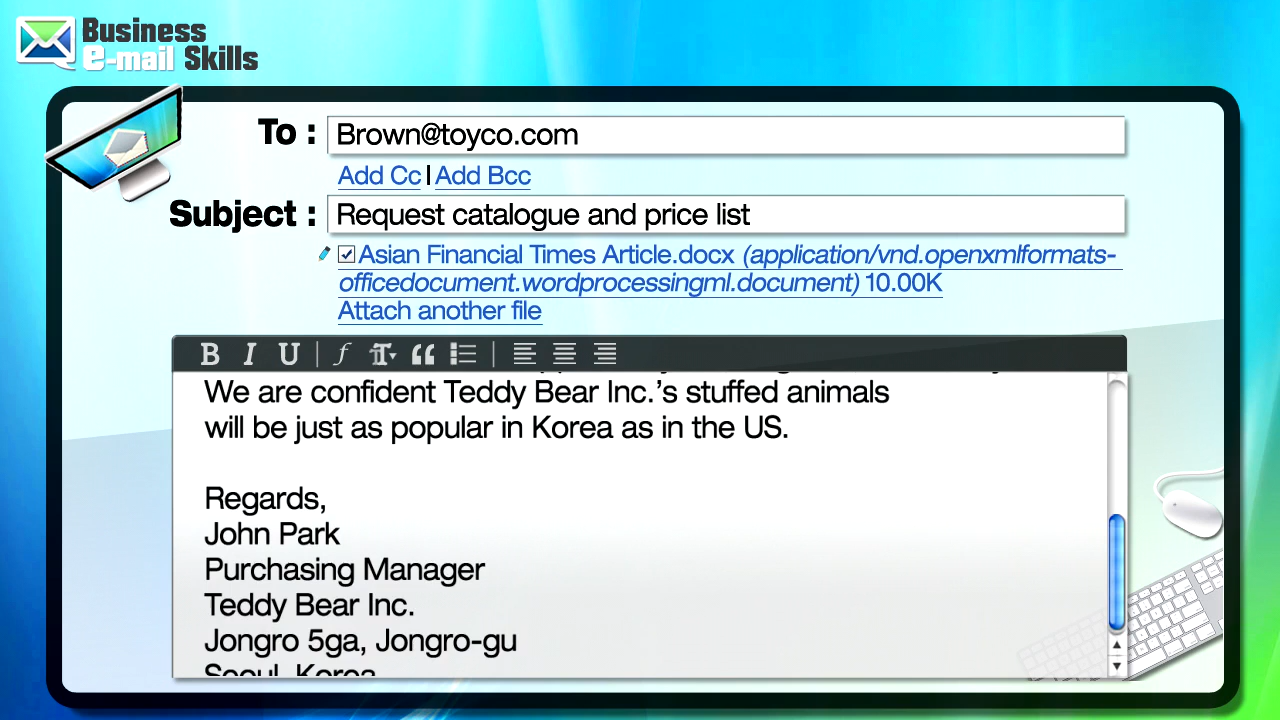 Business
e-mail Skills
To : Brown@toyco.com
Add Cc | Add Bcc
Subject : Request catalogue and price list
Asian Financial Times Article.docx (application/vnd.openxmlformats-
officedocument.wordprocessingml.document) 10.00K
Attach another file
B I U f T “
We are confident Teddy Bear Inc.’s stuffed animals
will be just as popular in Korea as in the US.
Regards,
John Park
Purchasing Manager
Teddy Bear Inc.
Jongro 5ga, Jongro-gu
Seoul, Korea